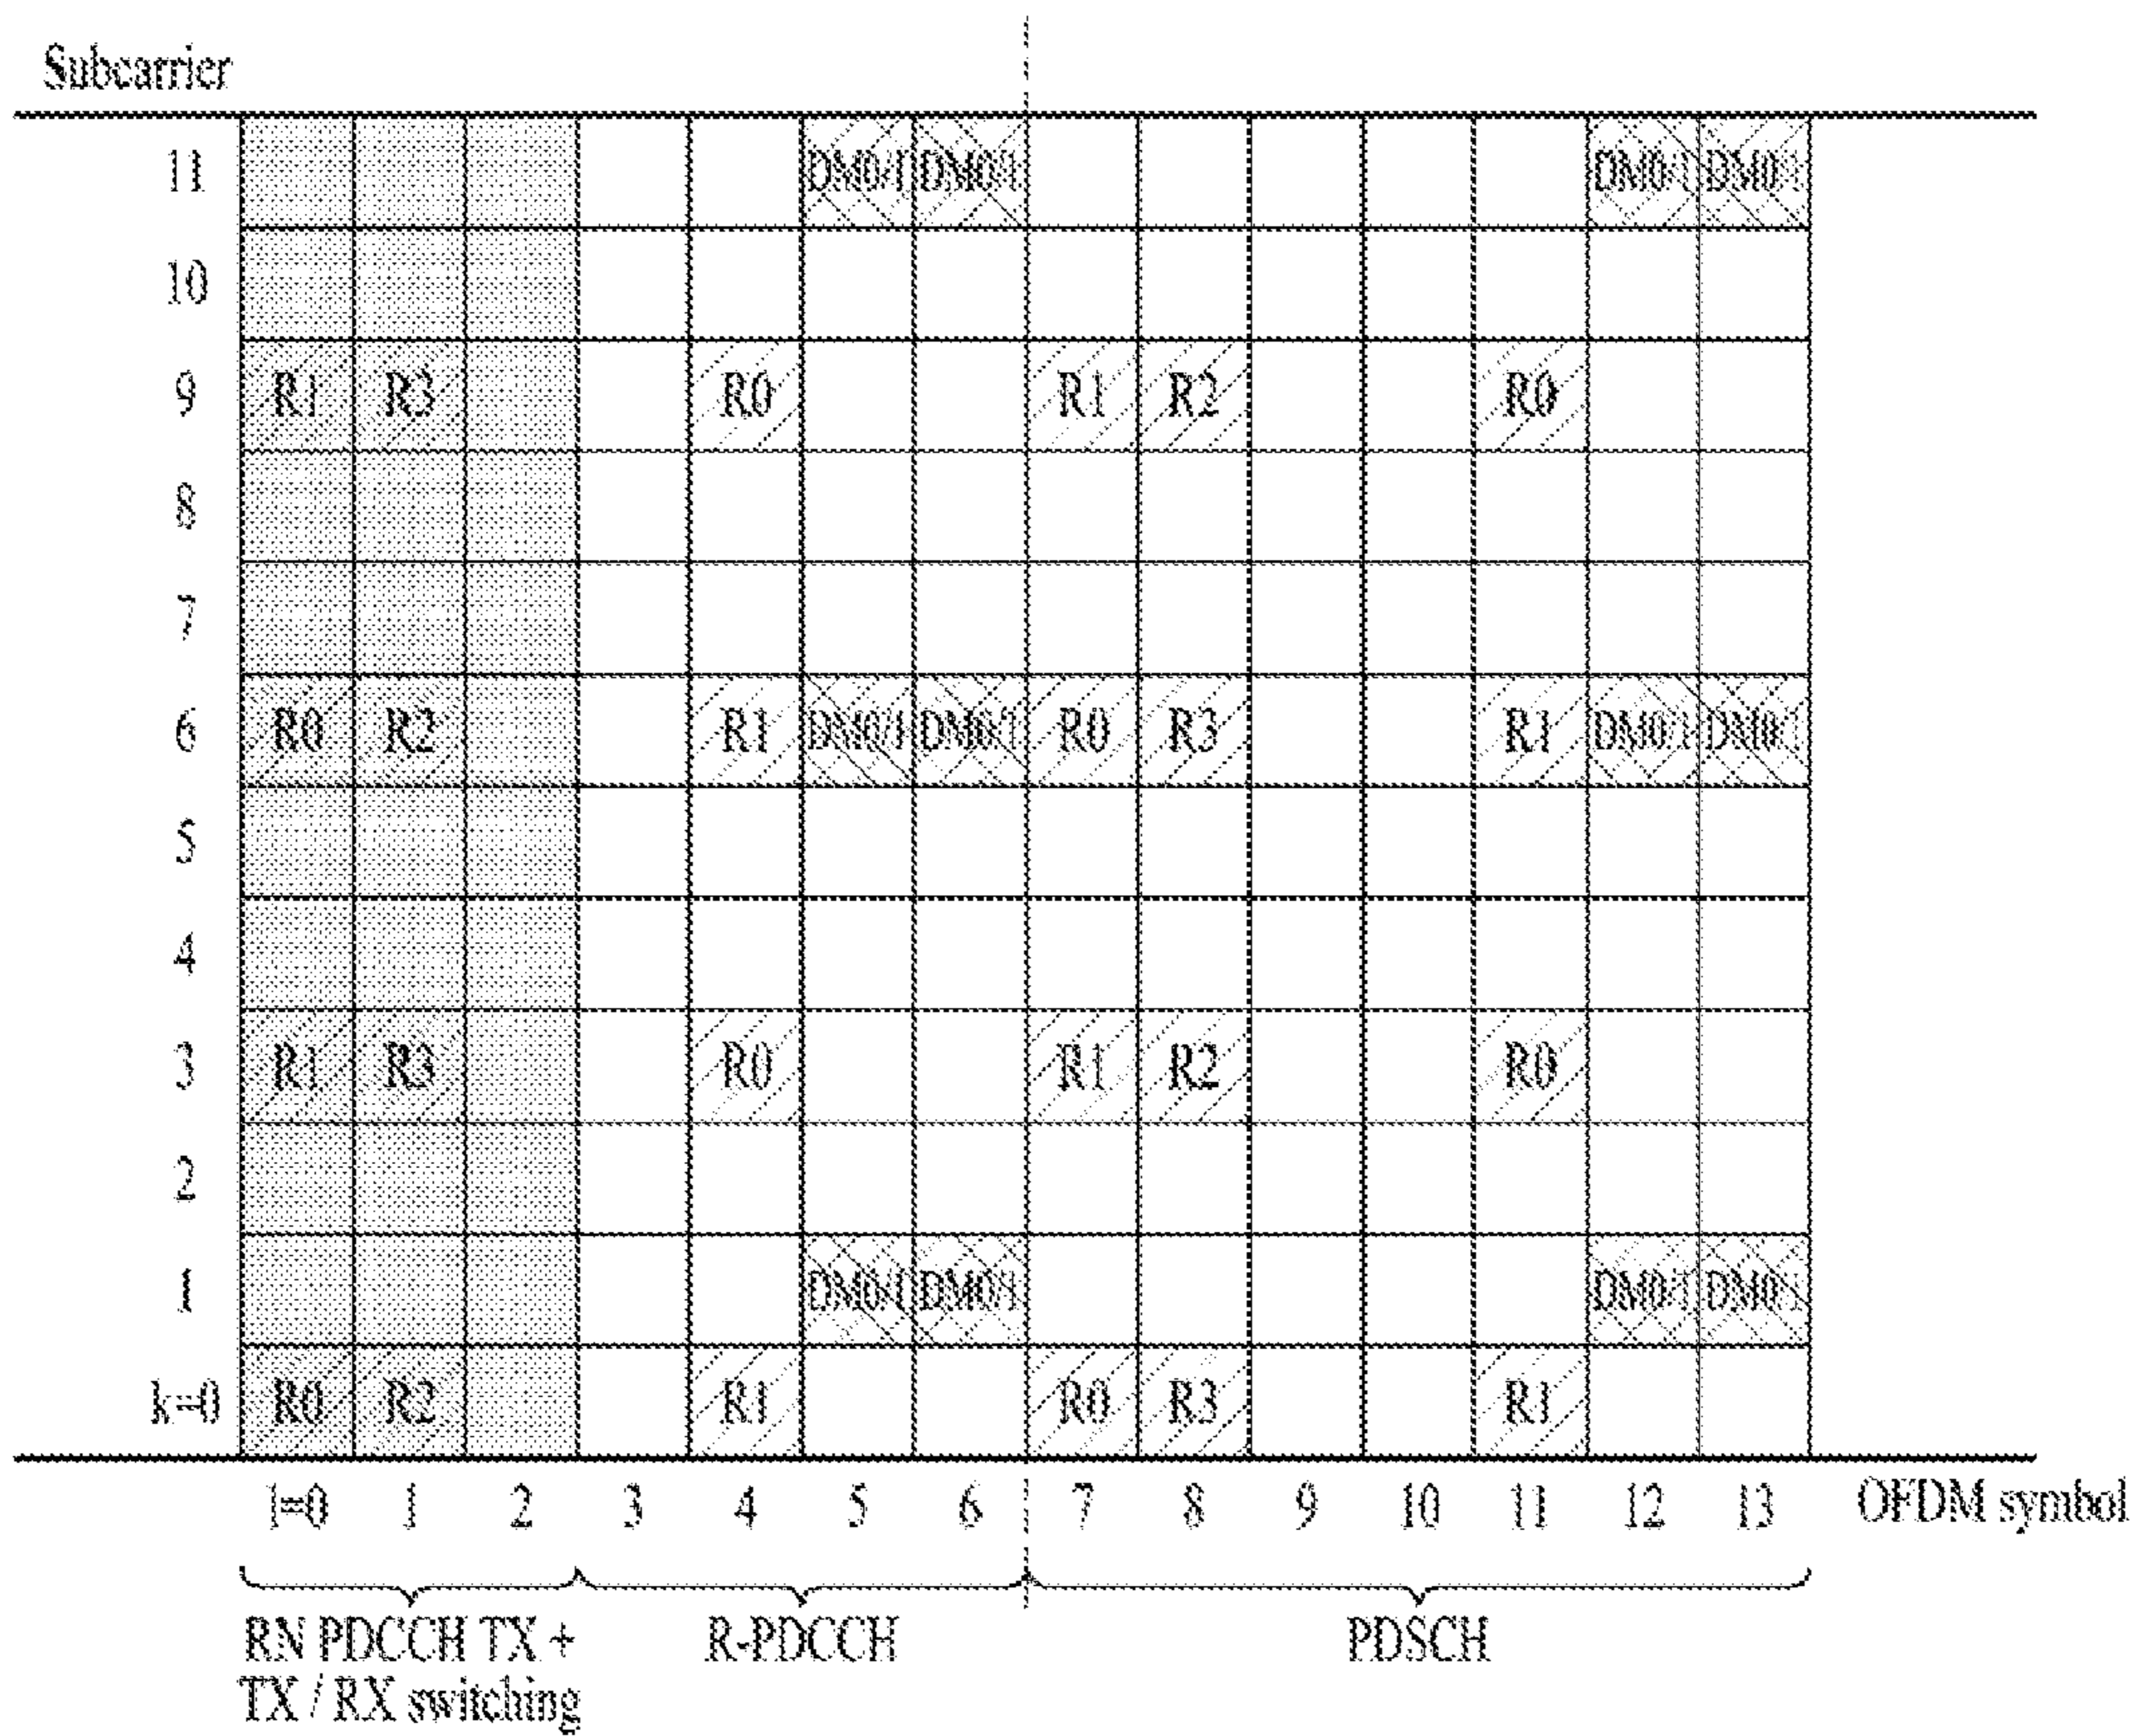 Subcarrier
11 DM0/1 DM0/1 DM0/1 DM0/1
10
9 R1 R3 R0 R1 R2 R0
8
7
6 R0 R2 R1 DM0/1 DM0/1 R0 R3 R1 DM0/1 DM0/1
5
4
3 R1 R3 R0 R1 R2 R0
2
1 DM0/1 DM0/1 DM0/1 DM0/1
k=0 R0 R2 R1 R0 R3 R1
l=0 1 2 3 4 5 6 7 8 9 10 11 12 13 OFDM symbol
RN PDCCH TX + R-PDCCH PDSCH
TX / RX switching